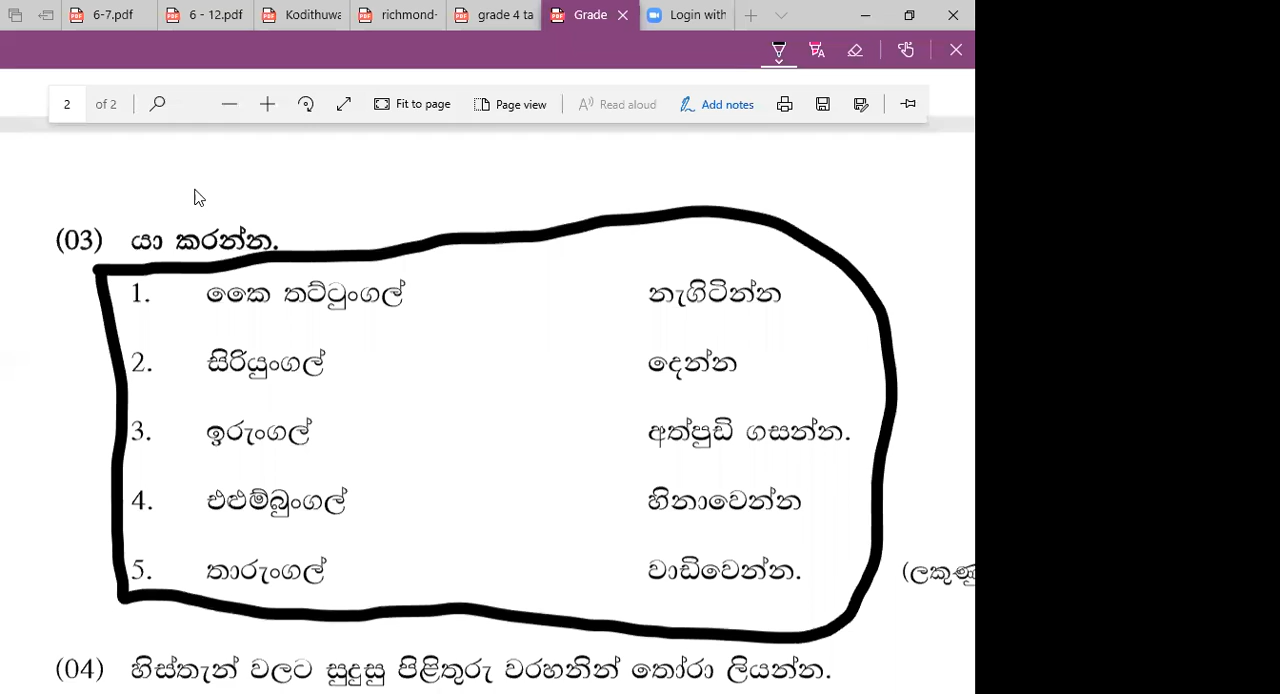 6-7.pdf 6 - 12.pdf Kodithuwa richmond- grade 4 ta Grade Login with
2 of 2 Fit to page Page view Read aloud Add notes
(03) යා කරන්න.
1. කෛ තට්ටුංගල් නැගිටින්න
2. සිරියුංගල් දෙන්න
3. ඉරුංගල් අත්පුඩි ගසන්න.
4. එළුම්බුංගල් හිනාවෙන්න
5. තාරුංගල් වාඩිවෙන්න. (ලකුණු
(04) හිස්තැන් වලට සුදුසු පිළිතුරු වරහනින් තෝරා ලියන්න.